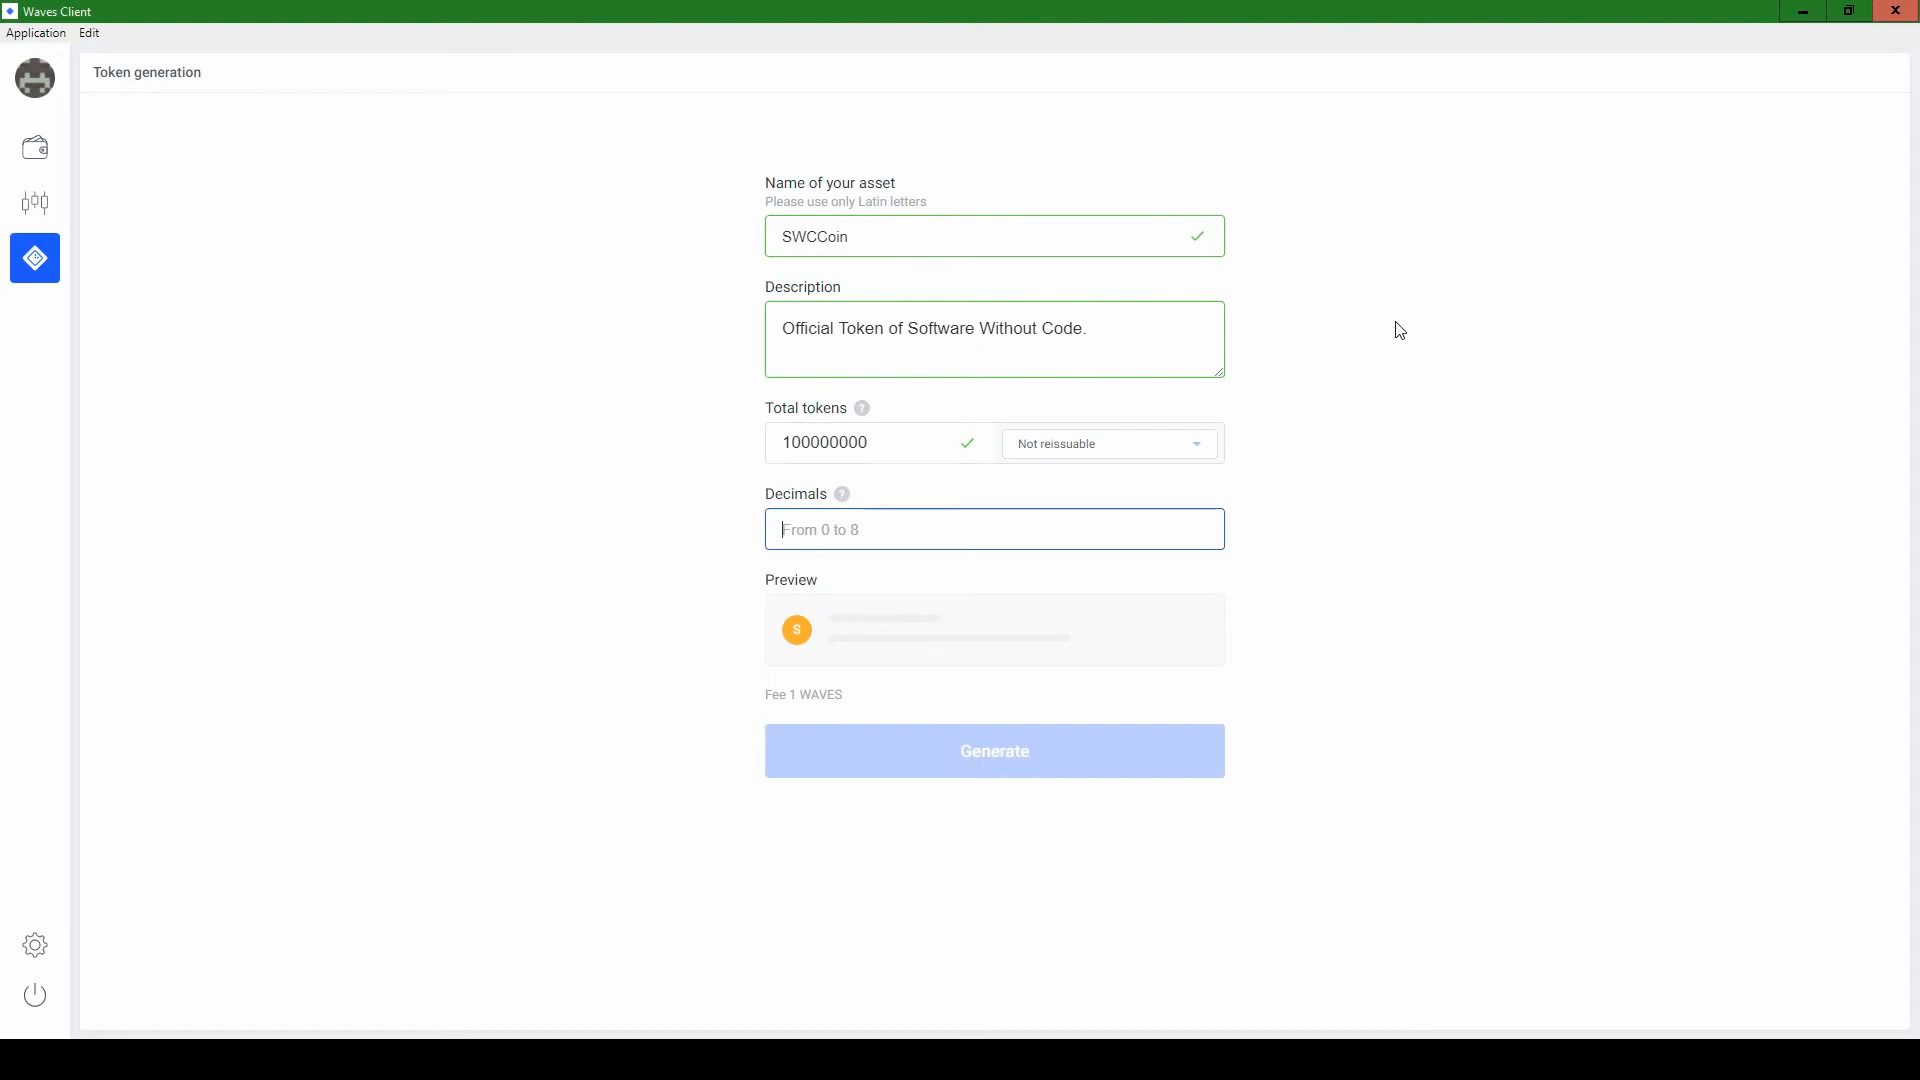 Waves Client
Application Edit
Token generation
Name of your asset
Please use only Latin letters
SWCCoin
Description
Official Token of Software Without Code.
Total tokens ?
100000000 Not reissuable
Decimals ?
From 0 to 8
Preview
S
Fee 1 WAVES
Generate